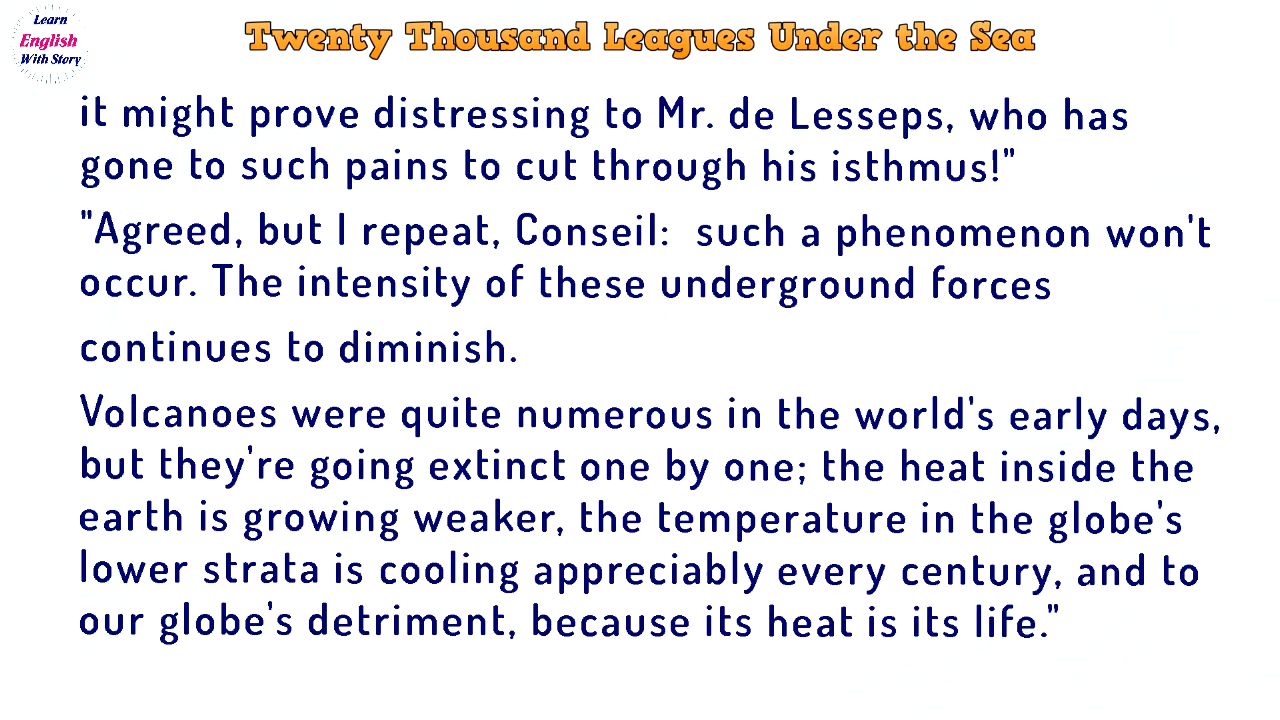 Learn
English
With Story
Twenty Thousand Leagues Under the Sea
it might prove distressing to Mr. de Lesseps, who has
gone to such pains to cut through his isthmus!"
"Agreed, but I repeat, Conseil:  such a phenomenon won't
occur. The intensity of these underground forces
continues to diminish.
Volcanoes were quite numerous in the world's early days,
but they're going extinct one by one; the heat inside the
earth is growing weaker, the temperature in the globe's
lower strata is cooling appreciably every century, and to
our globe's detriment, because its heat is its life."